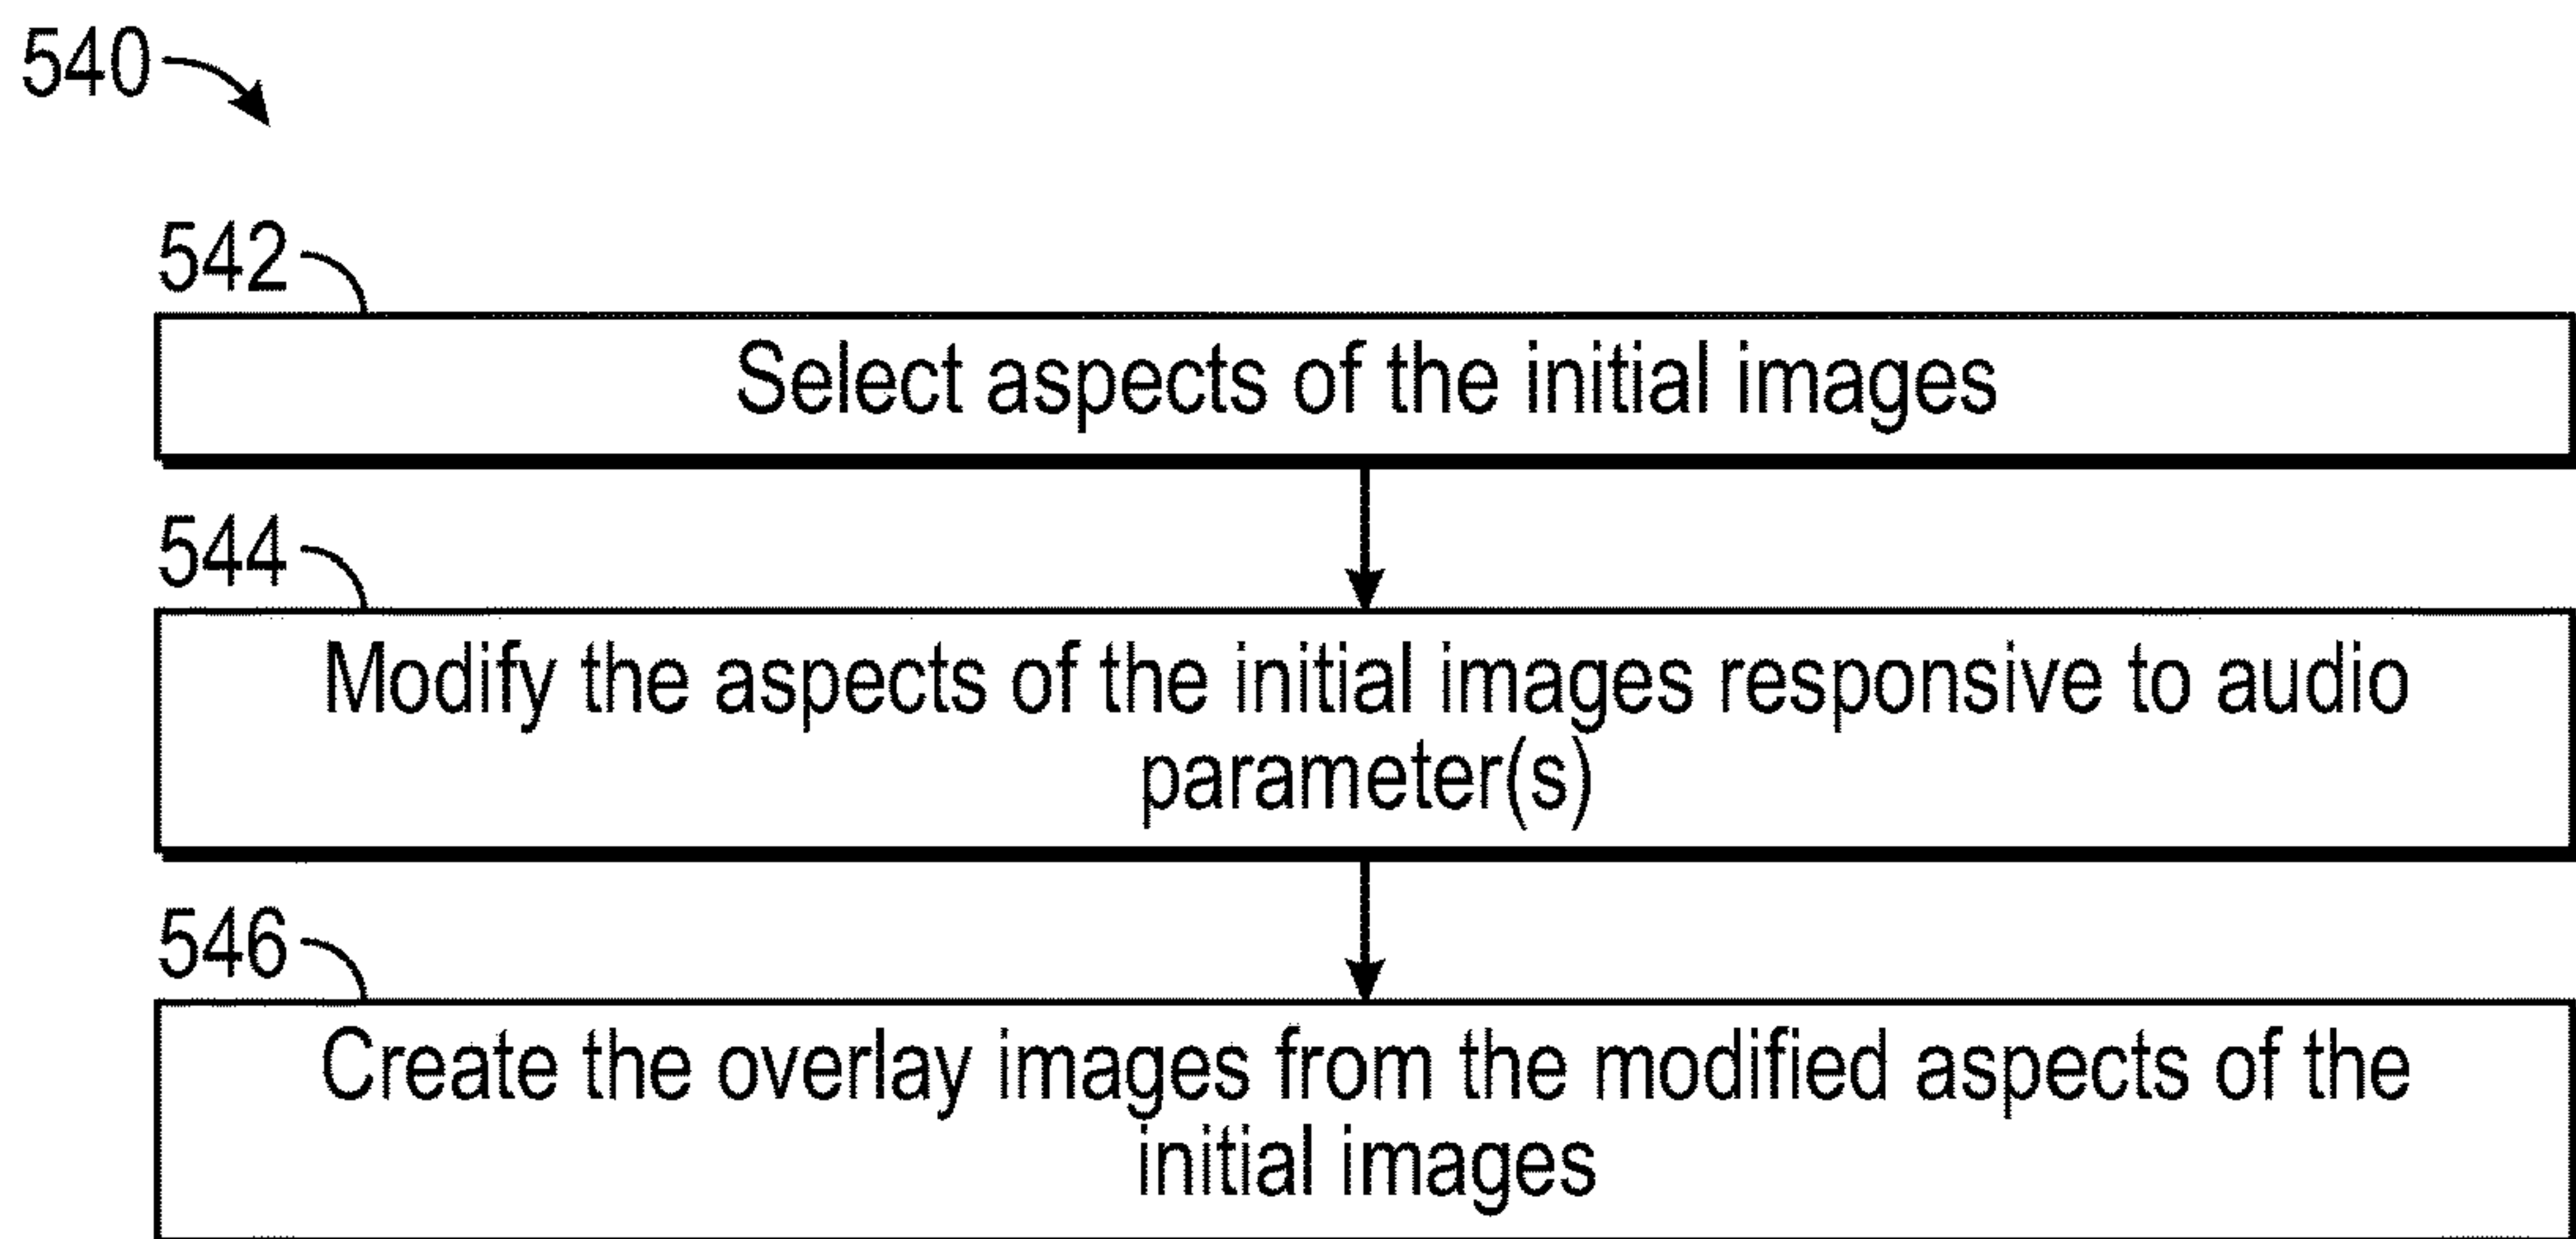 540
542
Select aspects of the initial images
544
Modify the aspects of the initial images responsive to audio
parameter(s)
546
Create the overlay images from the modified aspects of the
initial images